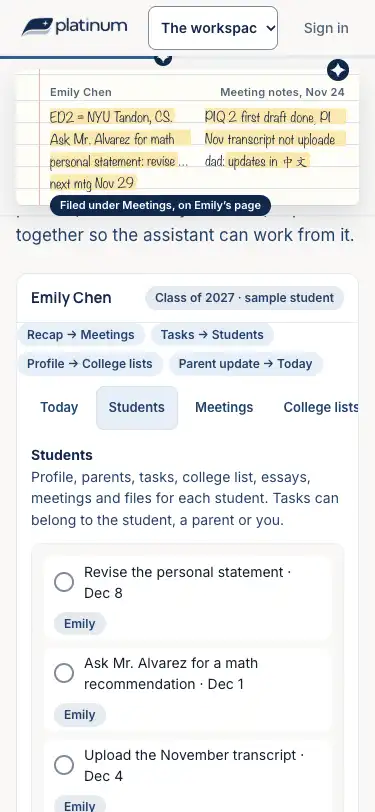 platinum
The workspac
Sign in
Emily Chen
Meeting notes, Nov 24
ED2 = NYU Tandon, CS.
Ask Mr. Alvarez for math
personal statement: revise ...
next mtg Nov 29
PIQ 2 first draft done, PI
Nov transcript not uploade
dad: updates in 中文
Filed under Meetings, on Emily's page
together so the assistant can work from it.
Emily Chen
Class of 2027 · sample student
Recap → Meetings
Tasks → Students
Profile → College lists
Parent update → Today
Today
Students
Meetings
College lists
Students
Profile, parents, tasks, college list, essays,
meetings and files for each student. Tasks can
belong to the student, a parent or you.
Revise the personal statement ·
Dec 8
Emily
Ask Mr. Alvarez for a math
recommendation · Dec 1
Emily
Upload the November transcript ·
Dec 4
Emily